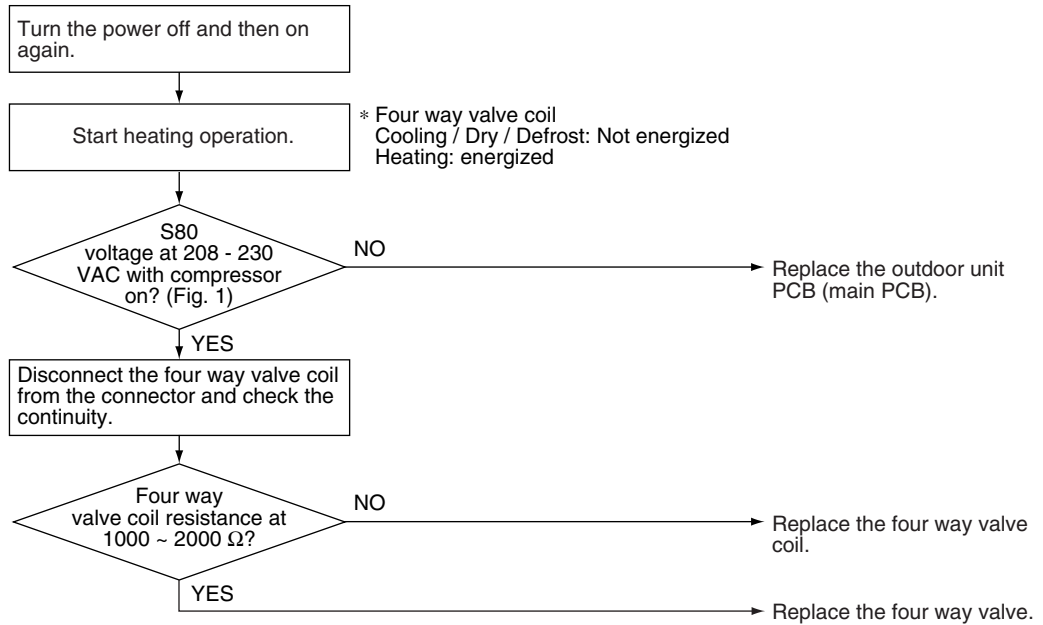 Turn the power off and then on
again.
Start heating operation.
* Four way valve coil
Cooling / Dry / Defrost: Not energized
Heating: energized
S80
voltage at 208 - 230
VAC with compressor
on? (Fig. 1)
NO
Replace the outdoor unit
PCB (main PCB).
YES
Disconnect the four way valve coil
from the connector and check the
continuity.
Four way
valve coil resistance at
1000 ~ 2000 Ω?
NO
Replace the four way valve
coil.
YES
Replace the four way valve.